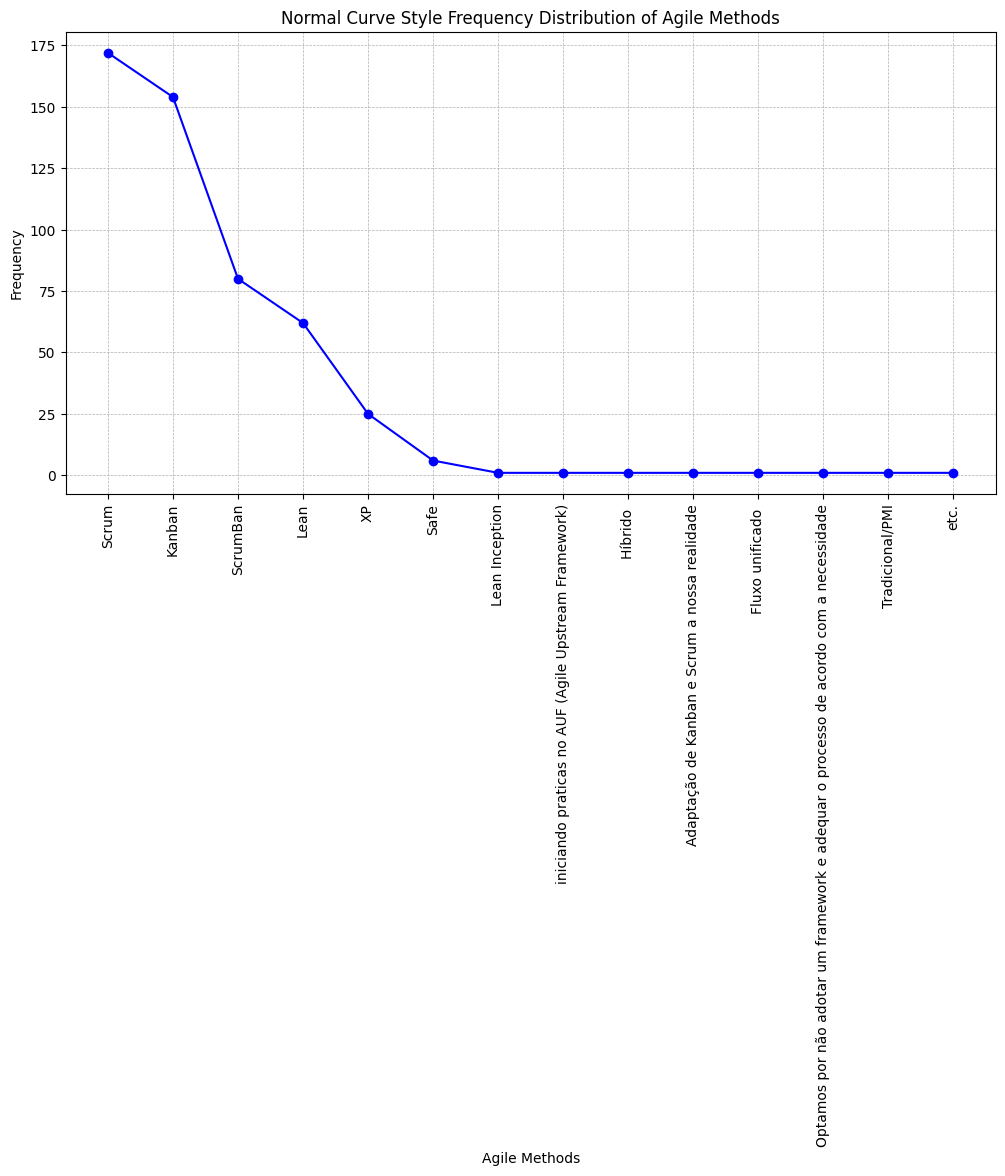 Normal Curve Style Frequency Distribution of Agile Methods
Frequency
175
150
125
100
75
50
25
0
Scrum
Kanban
ScrumBan
Lean
XP
Safe
Lean Inception
iniciando praticas no AUF (Agile Upstream Framework)
Híbrido
Adaptação de Kanban e Scrum a nossa realidade
Fluxo unificado
Optamos por não adotar um framework e adequar o processo de acordo com a necessidade
Tradicional/PMI
etc.
Agile Methods